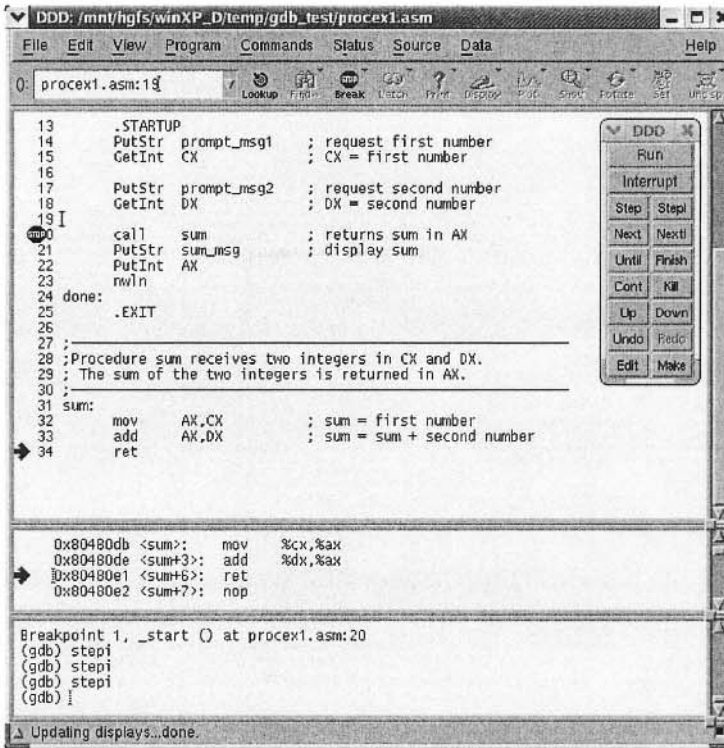 DDD: /mnt/hgfs/winXP_D/temp/gdb_test/procex1.asm
File Edit View Program Commands Status Source Data Help
(): procex1.asm:19 Lookup Find» Break Watch Print Display Plot Show Rotate Set Undisp
13 .STARTUP
14 PutStr prompt_msg1 ; request first number
15 GetInt CX ; CX = first number
16
17 PutStr prompt_msg2 ; request second number
18 GetInt DX ; DX = second number
19
STOP 20 call sum ; returns sum in AX
21 PutStr sum_msg ; display sum
22 PutInt AX
23 nwln
24 done:
25 .EXIT
26
27 ;
28 ;Procedure sum receives two integers in CX and DX.
29 ; The sum of the two integers is returned in AX.
30 ;
31 sum:
32 mov AX,CX ; sum = first number
33 add AX,DX ; sum = sum + second number
34 ret
DDD
Run
Interrupt
Step Stepi
Next Nexti
Until Finish
Cont Kill
Up Down
Undo Redo
Edit Make
0x80480db <sum>: mov %cx,%ax
0x80480de <sum+3>: add %dx,%ax
0x80480e1 <sum+6>: ret
0x80480e2 <sum+7>: nop
Breakpoint 1, _start () at procex1.asm:20
(gdb) stepi
(gdb) stepi
(gdb) stepi
(gdb)
Updating displays...done.